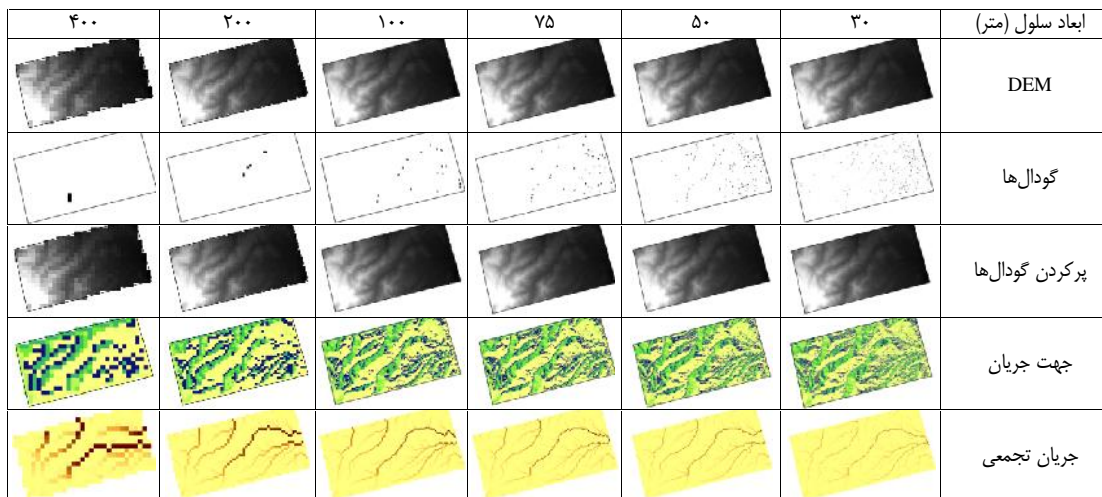 ابعاد سلول (متر) ۳۰ ۵۰ ۷۵ ۱۰۰ ۲۰۰ ۴۰۰
DEM
گودال‌ها
پرکردن گودال‌ها
جهت جریان
جریان تجمعی